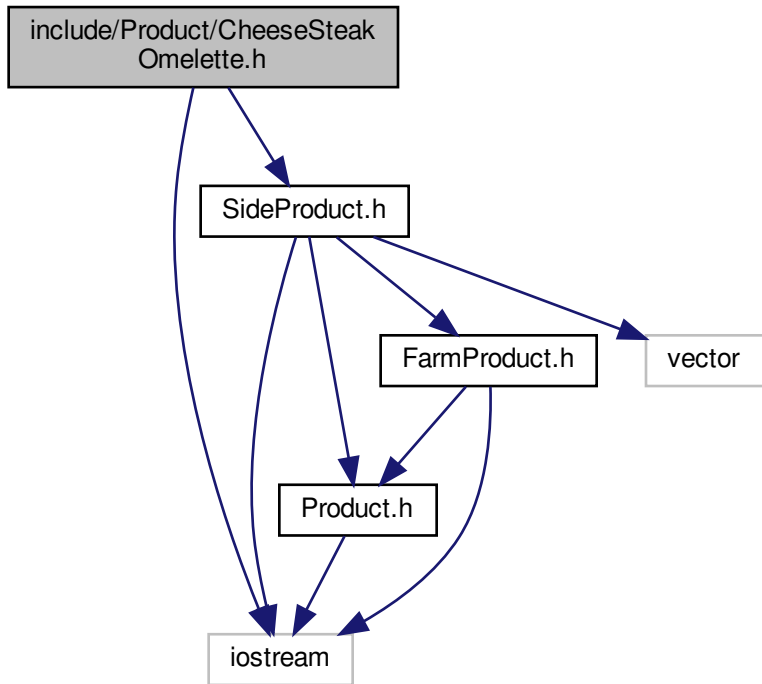 include/Product/CheeseSteak
Omelette.h
SideProduct.h
FarmProduct.h
vector
Product.h
iostream